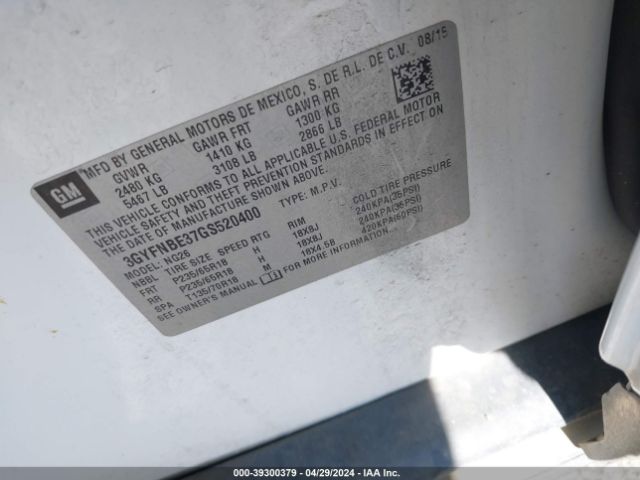 MFD BY GENERAL MOTORS DE MEXICO, S. DE R.L. DE C.V. 08/15
GVWR GAWR FRT GAWR RR
2480 KG 1410 KG 1300 KG
5467 LB 3108 LB 2866 LB
GM
THIS VEHICLE CONFORMS TO ALL APPLICABLE U.S. FEDERAL MOTOR
VEHICLE SAFETY AND THEFT PREVENTION STANDARDS IN EFFECT ON
THE DATE OF MANUFACTURE SHOWN ABOVE.
3GYFNBE37GS520400 TYPE: M.P.V.
MODEL: NG26
NBBL TIRE SIZE SPEED RTG RIM COLD TIRE PRESSURE
FRT P235/65R18 H 18X8J 240KPA(35PSI)
RR P235/65R18 H 18X8J 240KPA(35PSI)
SPA T135/70R18 M 18X4.5B 420KPA(60PSI)
SEE OWNER'S MANUAL FOR MORE INFORMATION.
000-39300379 - 04/29/2024 - IAA Inc.